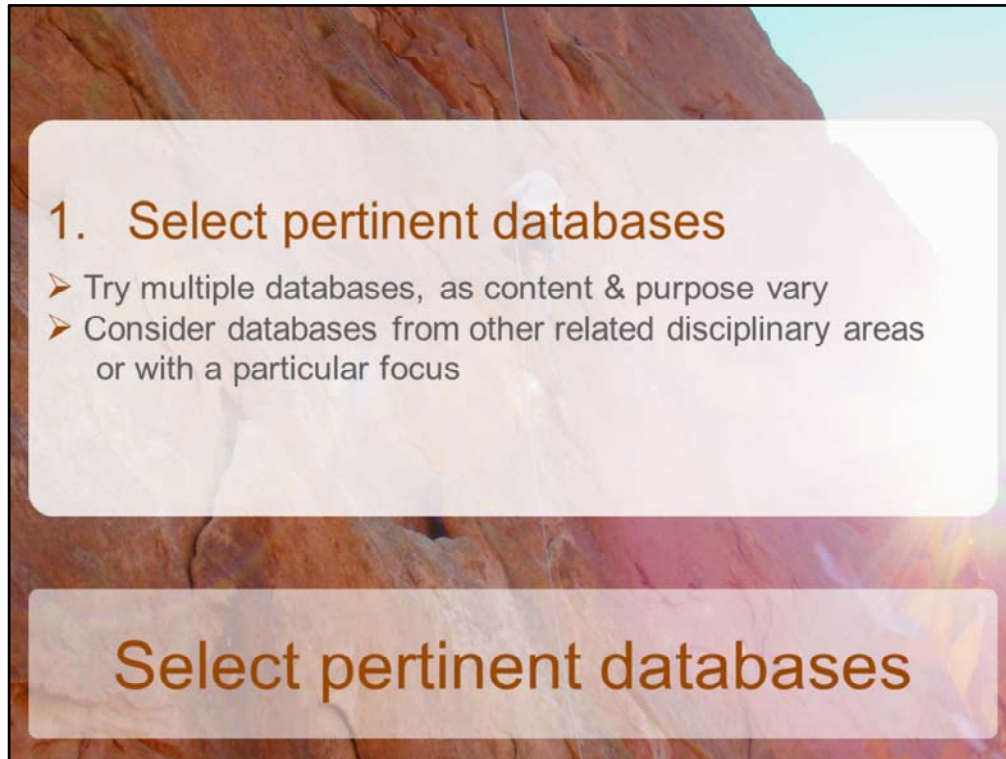 1. Select pertinent databases
➢ Try multiple databases, as content & purpose vary
➢ Consider databases from other related disciplinary areas
or with a particular focus
Select pertinent databases